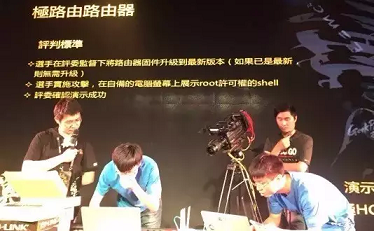 極路由路由器
評判標準
選手在評委監督下將路由器固件升級到最新版本（如果已是最新
則無需升級）
選手實施攻擊，在自備的電腦螢幕上展示root許可權的shell
評委確認演示成功
演示
-LINK